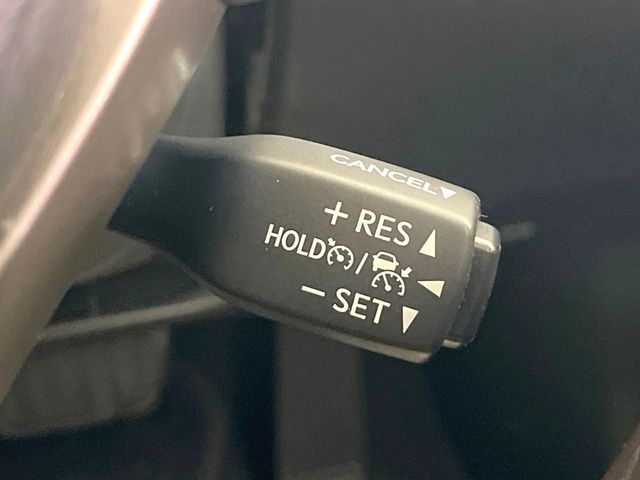 CANCEL
+ RES
HOLD /
− SET